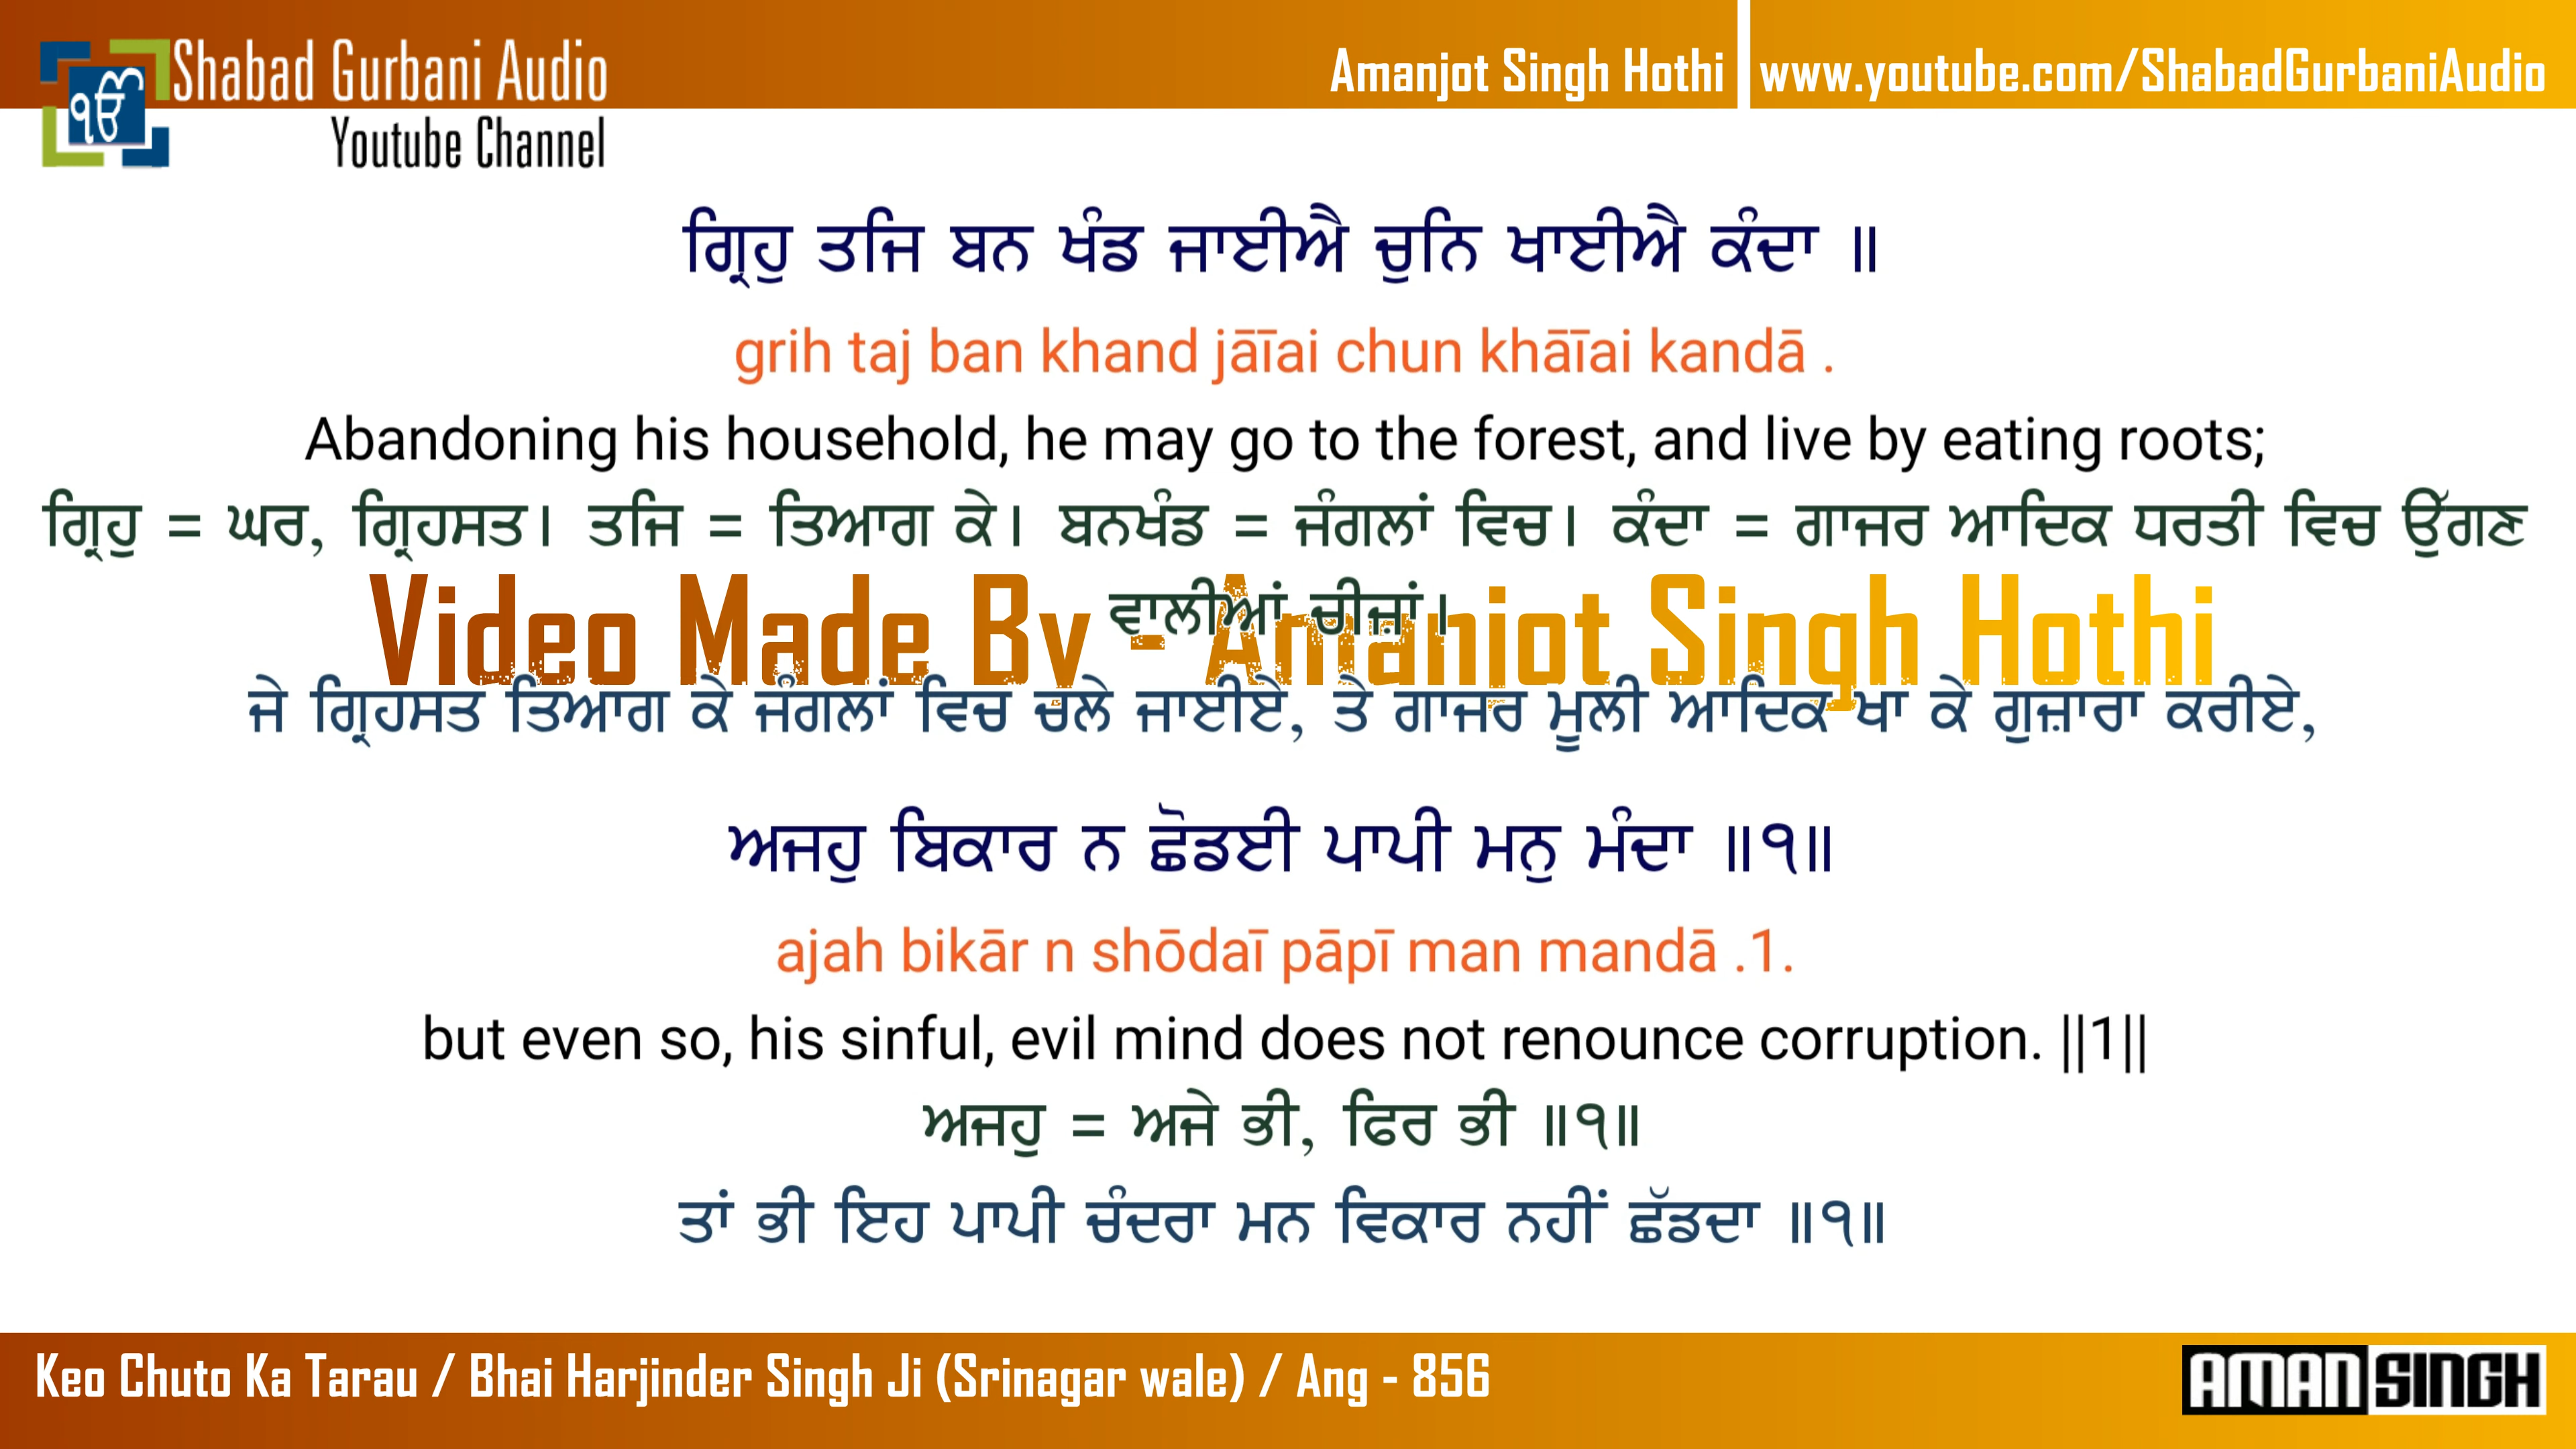 Shabad Gurbani Audio
Youtube Channel
Amanjot Singh Hothi
www.youtube.com/ShabadGurbaniAudio
ੴ
ਗ੍ਰਿਹੁ ਤਜਿ ਬਨ ਖੰਡ ਜਾਈਐ ਚੁਨਿ ਖਾਈਐ ਕੰਦਾ ॥
grih taj ban khand jāīai chun khāīai kandā .
Abandoning his household, he may go to the forest, and live by eating roots;
ਗ੍ਰਿਹੁ = ਘਰ, ਗ੍ਰਿਹਸਤ। ਤਜਿ = ਤਿਆਗ ਕੇ। ਬਨਖੰਡ = ਜੰਗਲਾਂ ਵਿਚ। ਕੰਦਾ = ਗਾਜਰ ਆਦਿਕ ਧਰਤੀ ਵਿਚ ਉੱਗਣ
ਵਾਲੀਆਂ ਚੀਜ਼ਾਂ।
Video Made By - Amanjot Singh Hothi
ਜੇ ਗ੍ਰਿਹਸਤ ਤਿਆਗ ਕੇ ਜੰਗਲਾਂ ਵਿਚ ਚਲੇ ਜਾਈਏ, ਤੇ ਗਾਜਰ ਮੂਲੀ ਆਦਿਕ ਖਾ ਕੇ ਗੁਜ਼ਾਰਾ ਕਰੀਏ,
ਅਜਹੁ ਬਿਕਾਰ ਨ ਛੋਡਈ ਪਾਪੀ ਮਨੁ ਮੰਦਾ ॥੧॥
ajah bikār n shōdaī pāpī man mandā .1.
but even so, his sinful, evil mind does not renounce corruption. ||1||
ਅਜਹੁ = ਅਜੇ ਭੀ, ਫਿਰ ਭੀ ॥੧॥
ਤਾਂ ਭੀ ਇਹ ਪਾਪੀ ਚੰਦਰਾ ਮਨ ਵਿਕਾਰ ਨਹੀਂ ਛੱਡਦਾ ॥੧॥
Keo Chuto Ka Tarau / Bhai Harjinder Singh Ji (Srinagar wale) / Ang - 856
AMAN SINGH